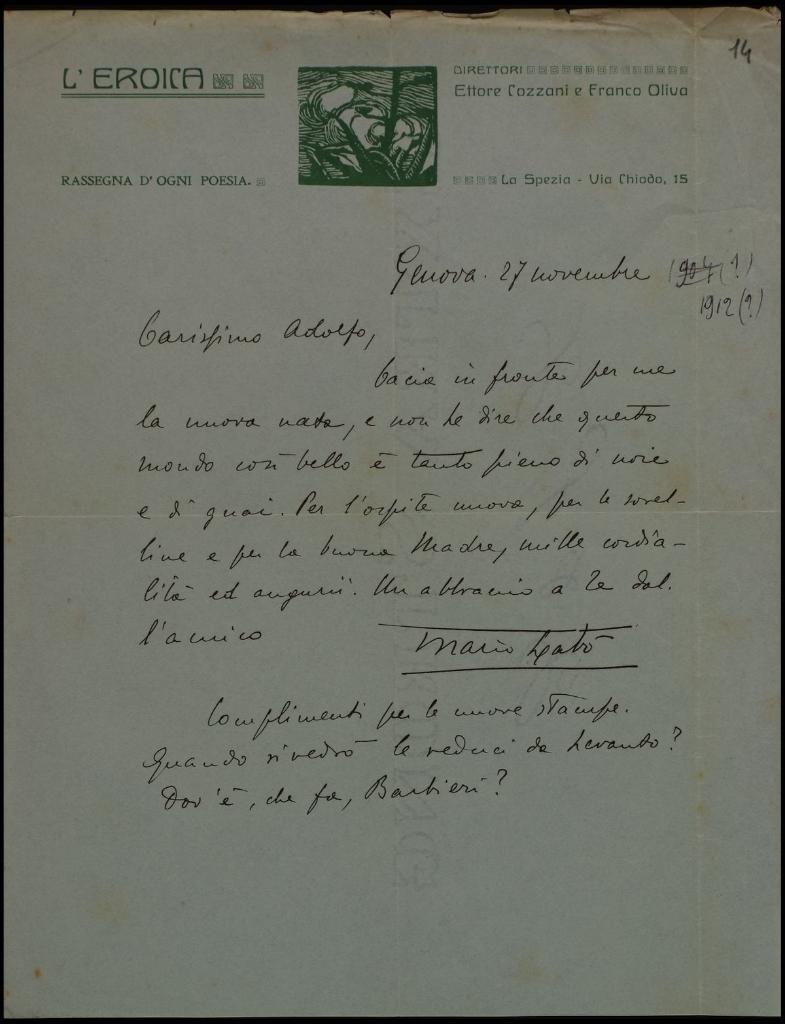 14
L'EROICA
DIRETTORI
Ettore Cozzani e Franco Oliva
RASSEGNA D'OGNI POESIA.
La Spezia - Via Chiodo, 15
Genova. 27 novembre 1904 (?)
1912 (?)
Carissimo Adolfo,
bacia in fronte per me
la nuova nata, e non le dire che questo
mondo così bello è tanto pieno di noie
e di guai. Per l'ospite nuova, per le sorel-
line e per la buona Madre, mille cordia-
lità ed augurii. Un abbraccio a Te dal-
l'amico
Mario Labò
Complimenti per le nuove stampe.
Quando rivedrò le reduci da Levanto?
Dov'è, che fa, Barbieri?